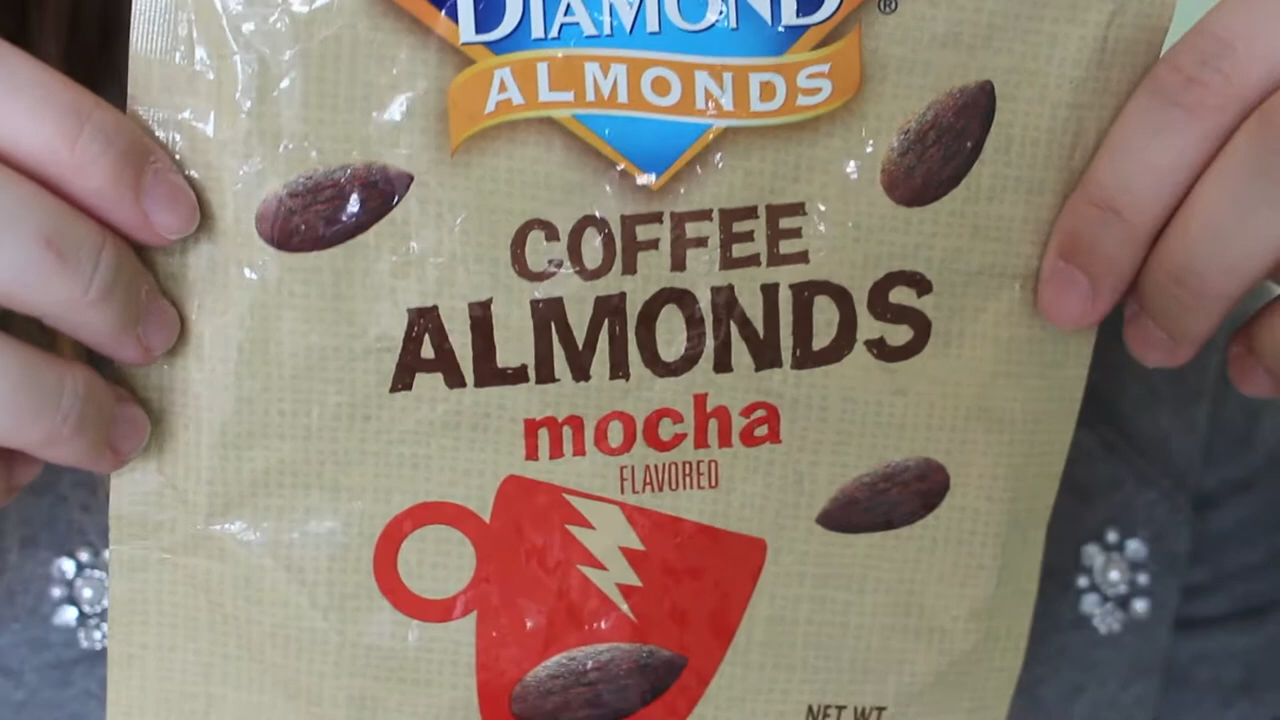 DIAMOND
®
ALMONDS
COFFEE
ALMONDS
mocha
FLAVORED
NET WT